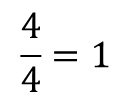 4/4 = 1